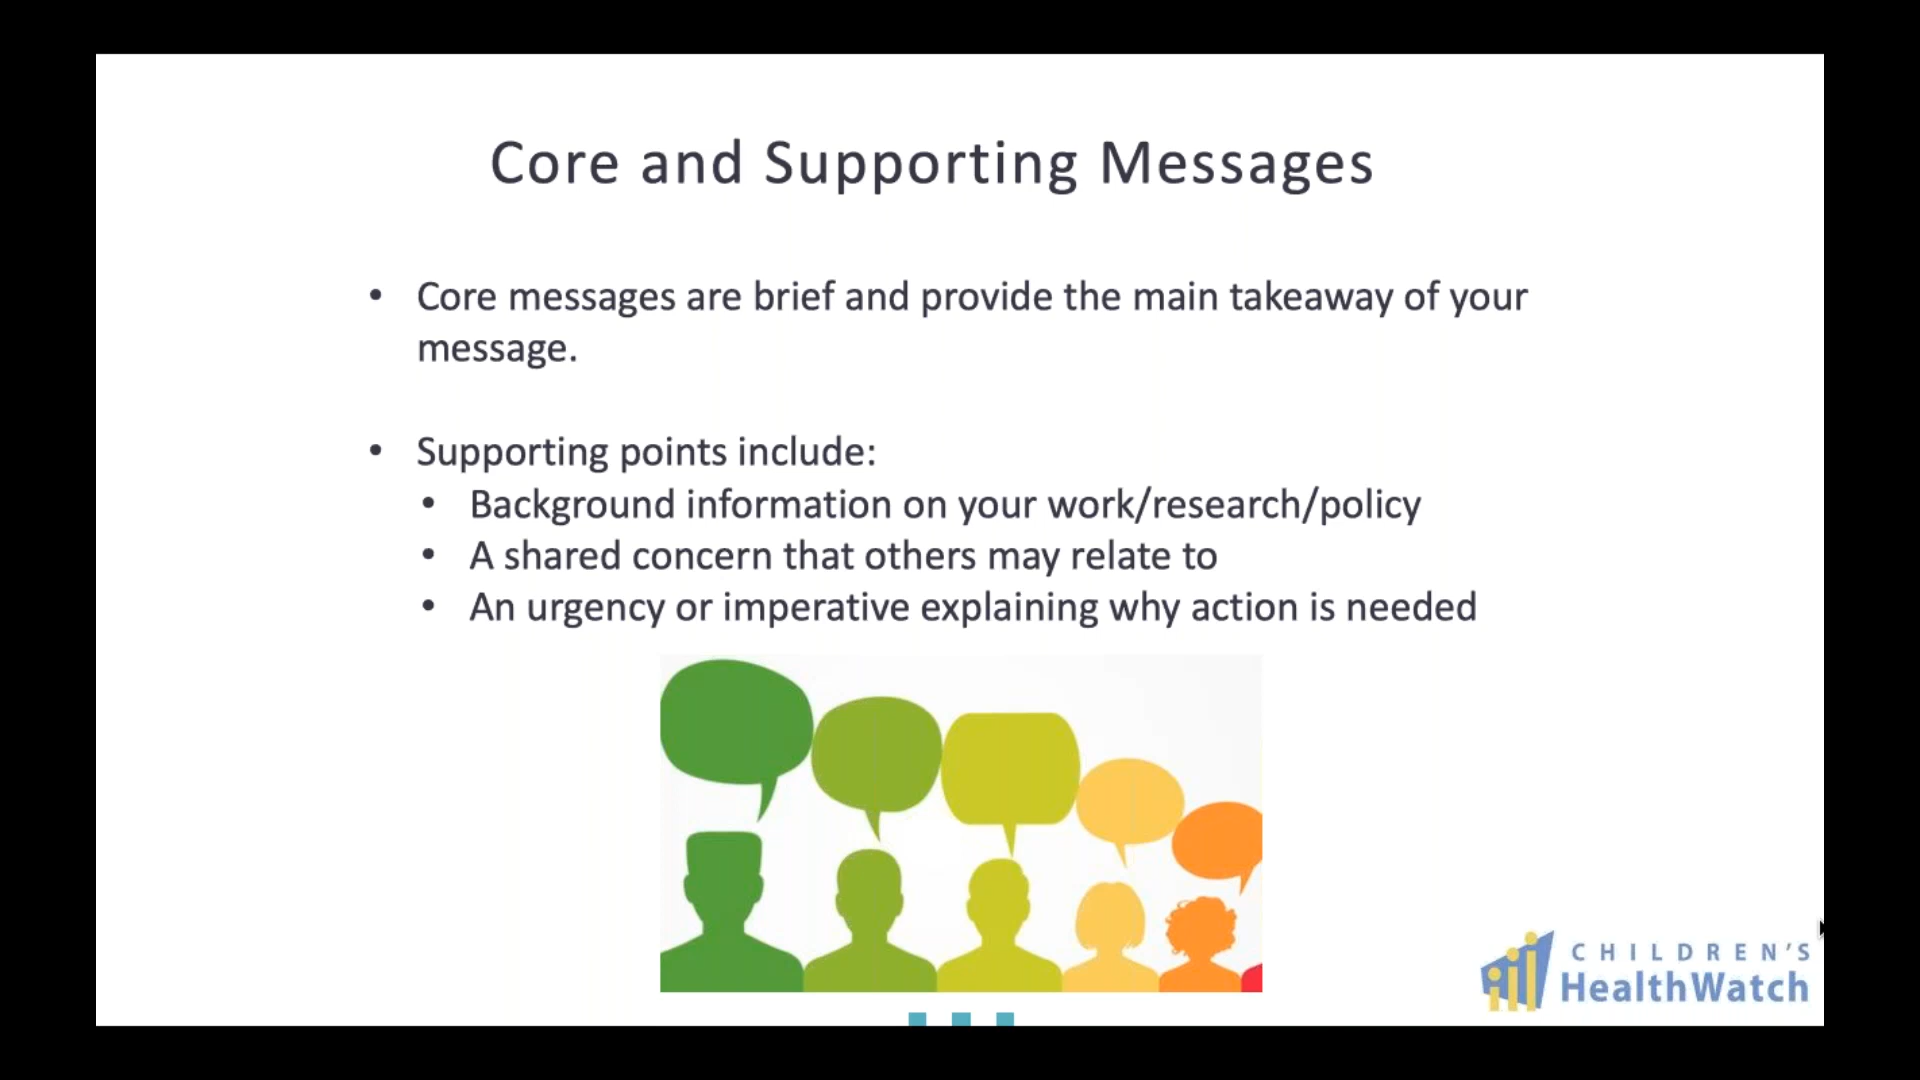 Core and Supporting Messages
• Core messages are brief and provide the main takeaway of your
message.
• Supporting points include:
• Background information on your work/research/policy
• A shared concern that others may relate to
• An urgency or imperative explaining why action is needed
CHILDREN'S
HealthWatch